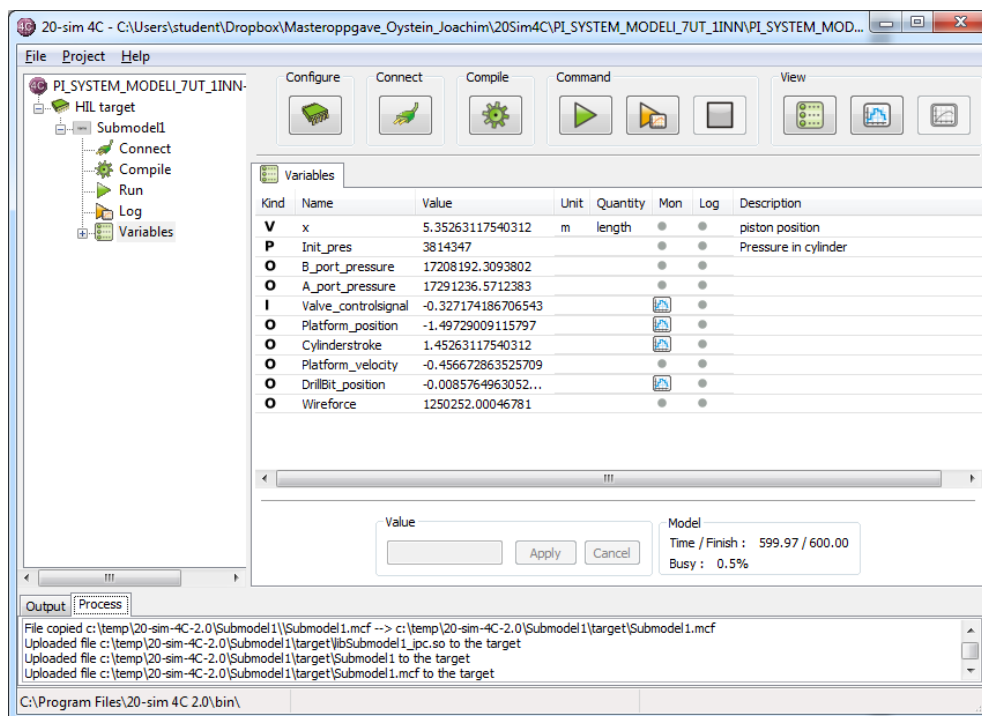 20-sim 4C - C:\Users\student\Dropbox\Masteroppgave_Oystein_Joachim\20Sim4C\PI_SYSTEM_MODELI_7UT_1INN\PI_SYSTEM_MOD...
File Project Help
PI_SYSTEM_MODELI_7UT_1INN-
HIL target
Submodel1
Connect
Compile
Run
Log
Variables
Configure Connect Compile Command View
Variables
Kind Name Value Unit Quantity Mon Log Description
V x 5.35263117540312 m length piston position
P Init_pres 3814347 Pressure in cylinder
O B_port_pressure 17208192.3093802
O A_port_pressure 17291236.5712383
I Valve_controlsignal -0.327174186706543
O Platform_position -1.49729009115797
O Cylinderstroke 1.45263117540312
O Platform_velocity -0.456672863525709
O DrillBit_position -0.0085764963052...
O Wireforce 1250252.00046781
Value
Apply Cancel
Model
Time / Finish : 599.97 / 600.00
Busy : 0.5%
Output Process
File copied c:\temp\20-sim-4C-2.0\Submodel1\\Submodel1.mcf --> c:\temp\20-sim-4C-2.0\Submodel1\target\Submodel1.mcf
Uploaded file c:\temp\20-sim-4C-2.0\Submodel1\target\libSubmodel1_ipc.so to the target
Uploaded file c:\temp\20-sim-4C-2.0\Submodel1\target\Submodel1 to the target
Uploaded file c:\temp\20-sim-4C-2.0\Submodel1\target\Submodel1.mcf to the target
C:\Program Files\20-sim 4C 2.0\bin\